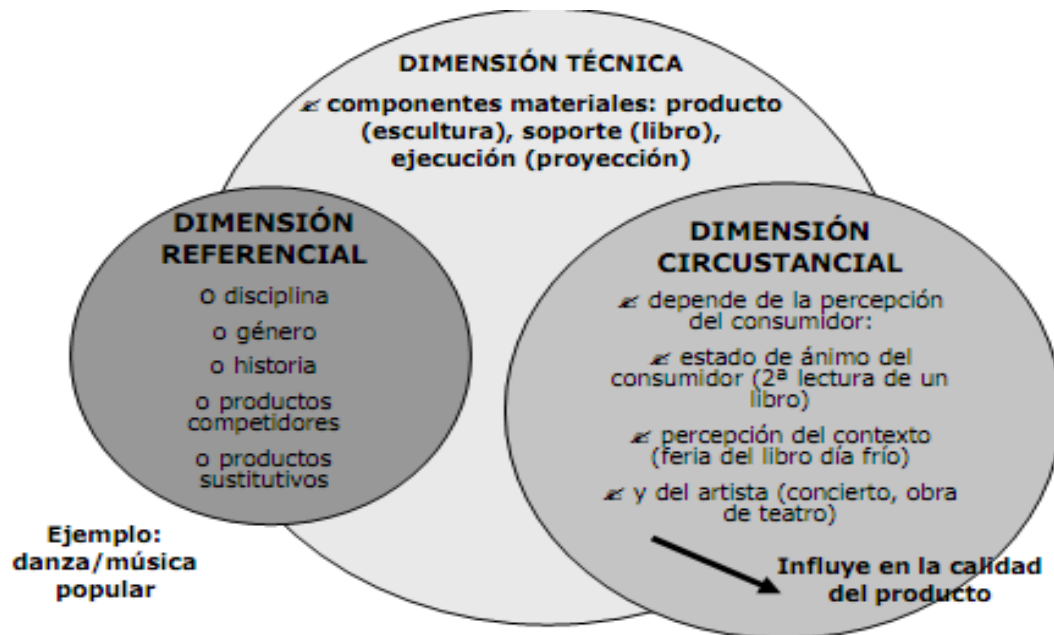 DIMENSIÓN TÉCNICA
componentes materiales: producto
(escultura), soporte (libro),
ejecución (proyección)
DIMENSIÓN
REFERENCIAL
O disciplina
o género
o historia
o productos
competidores
o productos
sustitutivos
Ejemplo:
danza/música
popular
DIMENSIÓN
CIRCUSTANCIAL
depende de la percepción
del consumidor:
estado de ánimo del
consumidor (2ª lectura de un
libro)
percepción del contexto
(feria del libro día frío)
y del artista (concierto, obra
de teatro)
Influye en la calidad
del producto